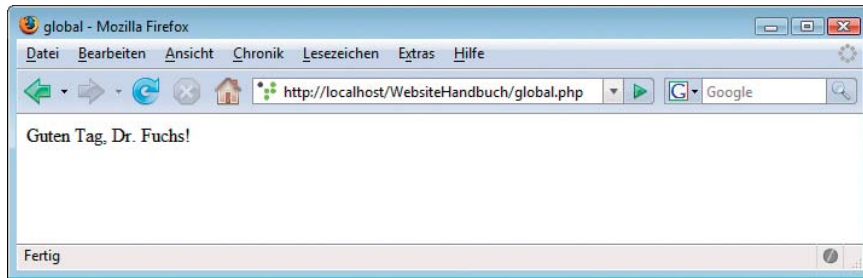 global - Mozilla Firefox
Datei Bearbeiten Ansicht Chronik Lesezeichen Extras Hilfe
http://localhost/WebsiteHandbuch/global.php G Google
Guten Tag, Dr. Fuchs!
Fertig